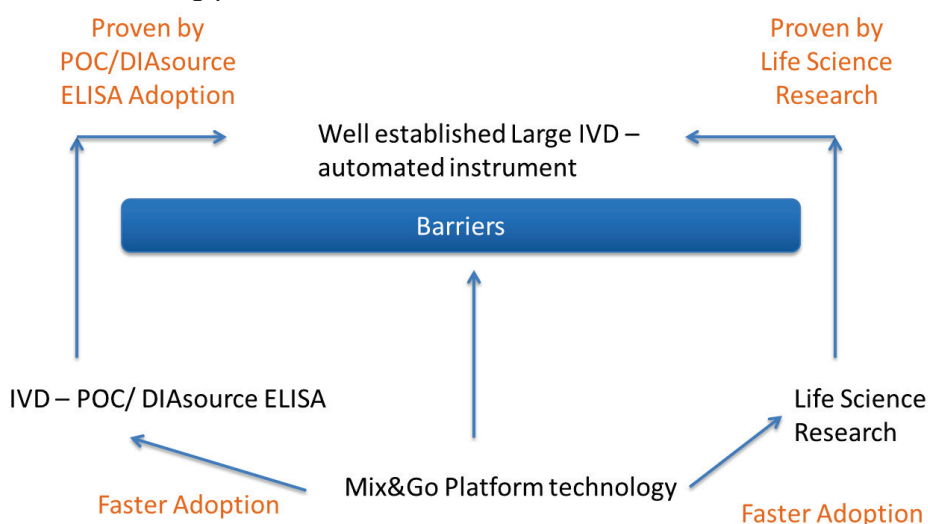 Proven by
POC/DIAsource
ELISA Adoption
Proven by
Life Science
Research
Well established Large IVD –
automated instrument
Barriers
IVD – POC/ DIAsource ELISA
Life Science
Research
Mix&Go Platform technology
Faster Adoption
Faster Adoption